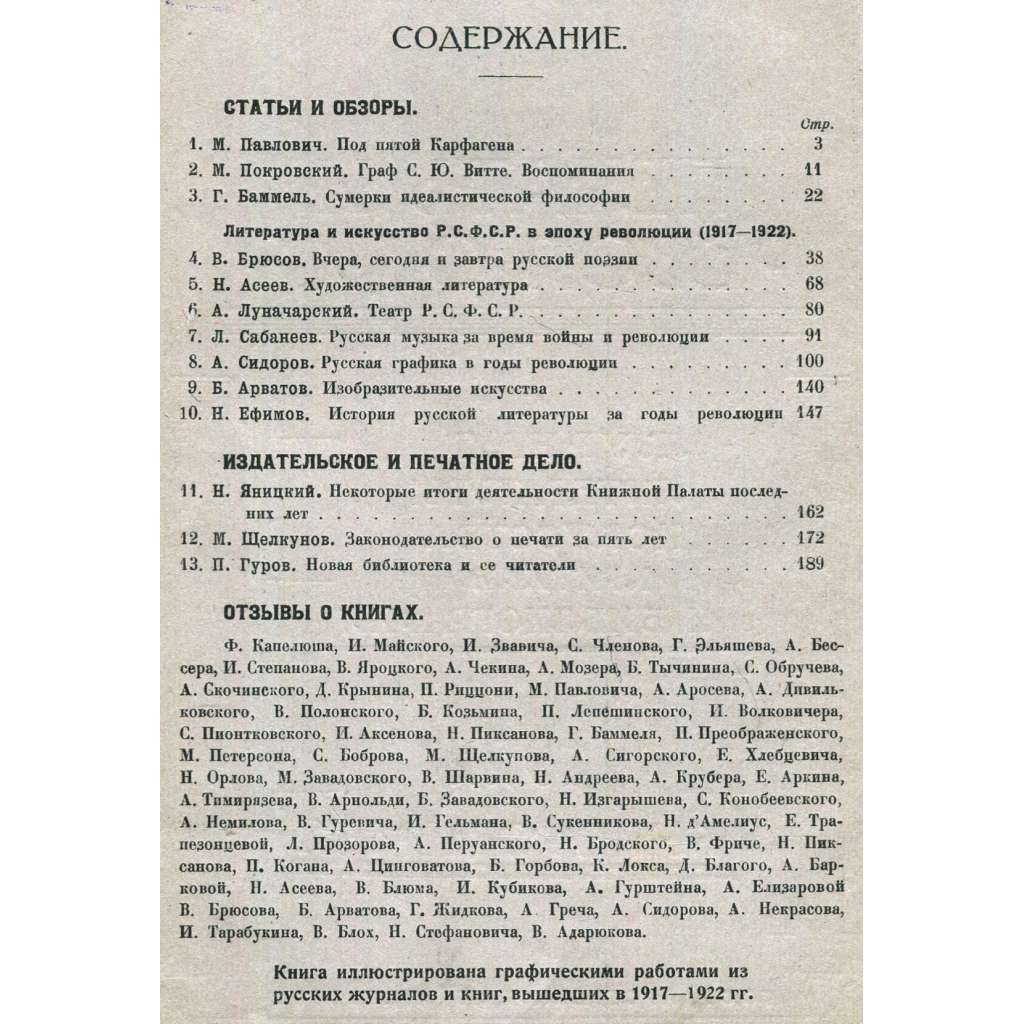 СОДЕРЖАНИЕ.
СТАТЬИ И ОБЗОРЫ.
Стр.
1. М. Павлович. Под пятой Карфагена . . . . . . . . . . . . . . . . 3
2. М. Покровский. Граф С. Ю. Витте. Воспоминания . . . . . . . . 11
3. Г. Баммель. Сумерки идеалистической философии . . . . . . . . 22
Литература и искусство Р.С.Ф.С.Р. в эпоху революции (1917—1922).
4. В. Брюсов. Вчера, сегодня и завтра русской поэзии . . . . . . . . 38
5. Н. Асеев. Художественная литература . . . . . . . . . . . . . . 68
6. А. Луначарский. Театр Р. С. Ф. С. Р. . . . . . . . . . . . . . . 80
7. Л. Сабанеев. Русская музыка за время войны и революции . . . . 91
8. А. Сидоров. Русская графика в годы революции . . . . . . . . . 100
9. Б. Арватов. Изобразительные искусства . . . . . . . . . . . . . 140
10. Н. Ефимов. История русской литературы за годы революции 147
ИЗДАТЕЛЬСКОЕ И ПЕЧАТНОЕ ДЕЛО.
11. Н. Яницкий. Некоторые итоги деятельности Книжной Палаты послед-
них лет . . . . . . . . . . . . . . . . . . . . . . . 162
12. М. Щелкунов. Законодательство о печати за пять лет . . . . . . . 172
13. П. Гуров. Новая библиотека и се читатели . . . . . . . . . . . 189
ОТЗЫВЫ О КНИГАХ.
Ф. Капелюша, И. Майского, И. Звавича, С. Членова, Г. Эльяшева, А. Бес-
сера, И. Степанова, В. Яроцкого, А. Чекина, А. Мозера, Б. Тычинина, С. Обручева,
А. Скочинского, Д. Крынина, П. Риццони, М. Павловича, А. Аросева, А. Дивиль-
ковского, В. Полонского, Б. Козьмина, П. Лепешинского, И. Волковичера,
С. Пионтковского, И. Аксенова, Н. Пиксанова, Г. Баммеля, П. Преображенского,
М. Петерсона, С. Боброва, М. Щелкунова, А. Сигорского, Е. Хлебцевича,
Н. Орлова, М. Завадовского, В. Шарвина, Н. Андреева, А. Крубера, Е. Аркина,
А. Тимирязева, В. Арнольди, Б. Завадовского, Н. Изгарышева, С. Конобеевского,
А. Немилова, В. Гуревича, И. Гельмана, В. Сукенникова, Н. д'Амелиус, Е. Тра-
пезонцевой, Л. Прозорова, А. Перуанского, Н. Бродского, В. Фриче, Н. Пик-
санова, П. Когана, А. Цинговатова, Б. Горбова, К. Локса, Д. Благого, А. Бар-
ковой, Н. Асеева, В. Блюма, И. Кубикова, А. Гурштейна, А. Елизаровой
В. Брюсова, Б. Арватова, Г. Жидкова, А. Греча, А. Сидорова, А. Некрасова,
И. Тарабукина, В. Блох, Н. Стефановича, В. Адарюкова.
Книга иллюстрирована графическими работами из
русских журналов и книг, вышедших в 1917—1922 гг.